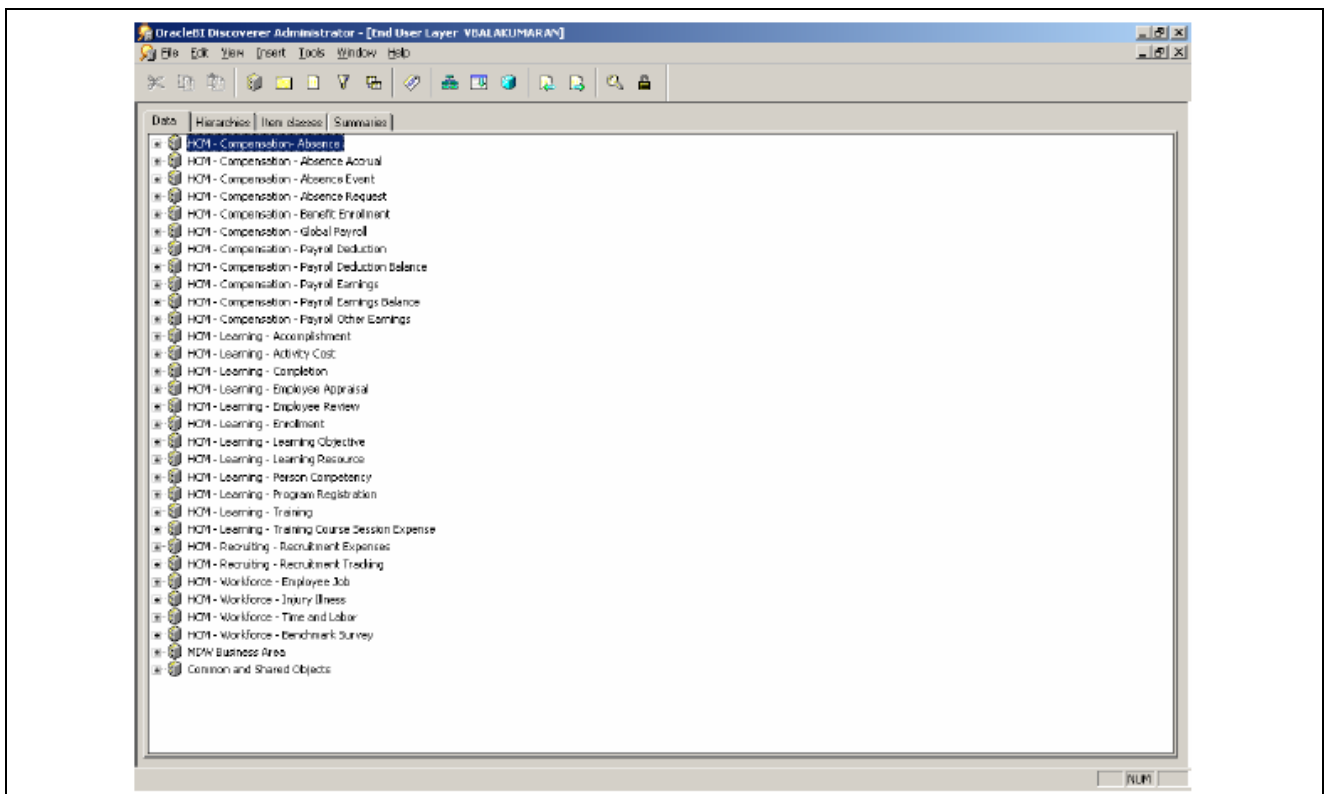 OracleBI Discoverer Administrator - [End User Layer VBALAKUMARAN]
File Edit View Insert Tools Window Help
Data Hierarchies Item classes Summaries
HCM - Compensation- Absence
HCM - Compensation - Absence Accrual
HCM - Compensation - Absence Event
HCM - Compensation - Absence Request
HCM - Compensation - Benefit Enrollment
HCM - Compensation - Global Payroll
HCM - Compensation - Payroll Deduction
HCM - Compensation - Payroll Deduction Balance
HCM - Compensation - Payroll Earnings
HCM - Compensation - Payroll Earnings Balance
HCM - Compensation - Payroll Other Earnings
HCM - Learning - Accomplishment
HCM - Learning - Activity Cost
HCM - Learning - Completion
HCM - Learning - Employee Appraisal
HCM - Learning - Employee Review
HCM - Learning - Enrollment
HCM - Learning - Learning Objective
HCM - Learning - Learning Resource
HCM - Learning - Person Competency
HCM - Learning - Program Registration
HCM - Learning - Training
HCM - Learning - Training Course Session Expense
HCM - Recruiting - Recruitment Expenses
HCM - Recruiting - Recruitment Tracking
HCM - Workforce - Employee Job
HCM - Workforce - Injury Illness
HCM - Workforce - Time and Labor
HCM - Workforce - Benchmark Survey
MDW Business Area
Common and Shared Objects
NUM